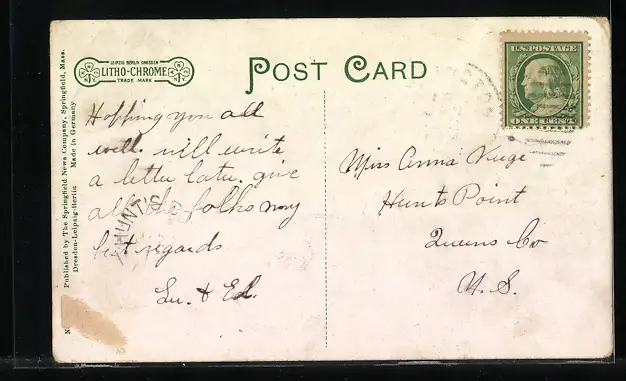 Published by The Springfield News Company, Springfield, Mass.
Dresden-Leipzig-Berlin Made in Germany
LEIPZIG BERLIN DRESDEN
LITHO-CHROME
TRADE MARK
N.Y.
N.Y.
POST CARD
U.S. POSTAGE
ONE CENT
Hopping you all
well. will write
a letter later. give
all the folks my
best regards
Lu. & Ed.
Miss Anna
Hunts Point
Queens Co
N.S.